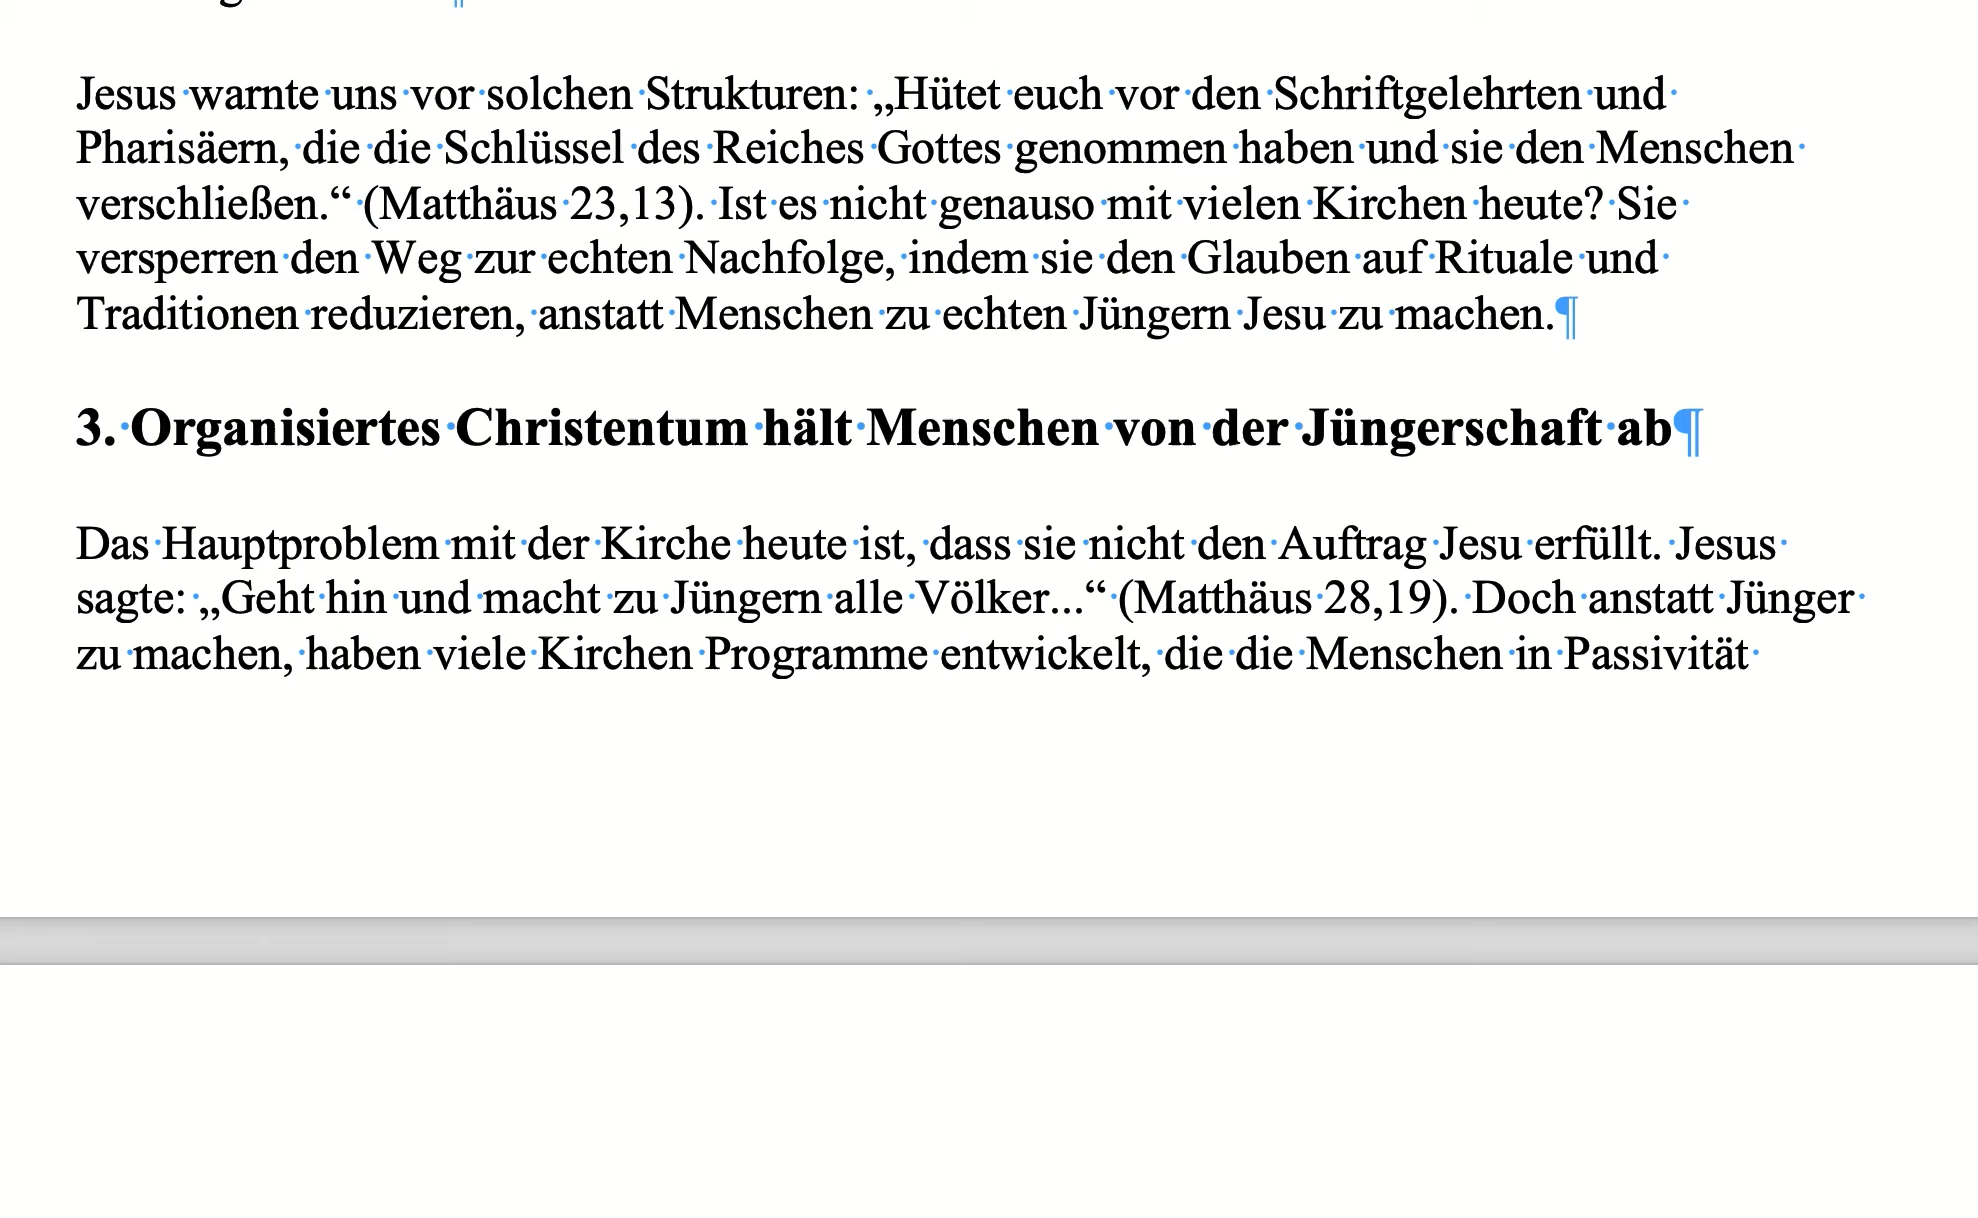 Jesus warnte uns vor solchen Strukturen: „Hütet euch vor den Schriftgelehrten und
Pharisäern, die die Schlüssel des Reiches Gottes genommen haben und sie den Menschen
verschließen.“ (Matthäus 23,13). Ist es nicht genauso mit vielen Kirchen heute? Sie
versperren den Weg zur echten Nachfolge, indem sie den Glauben auf Rituale und
Traditionen reduzieren, anstatt Menschen zu echten Jüngern Jesu zu machen.¶
3. Organisiertes Christentum hält Menschen von der Jüngerschaft ab¶
Das Hauptproblem mit der Kirche heute ist, dass sie nicht den Auftrag Jesu erfüllt. Jesus
sagte: „Geht hin und macht zu Jüngern alle Völker...“ (Matthäus 28,19). Doch anstatt Jünger
zu machen, haben viele Kirchen Programme entwickelt, die die Menschen in Passivität